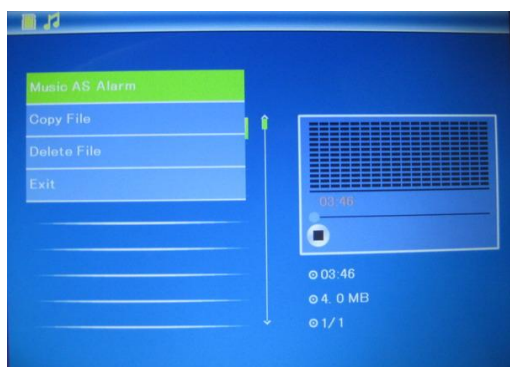 Music AS Alarm
Copy File
Delete File
Exit
03:46
03:46
4. 0 MB
1/1